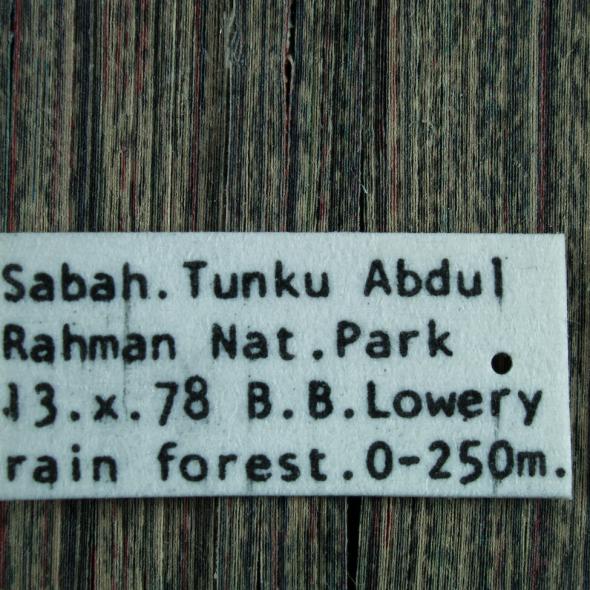 Sabah. Tunku Abdul
Rahman Nat. Park
13.x.78 B.B. Lowery
rain forest. 0-250m.